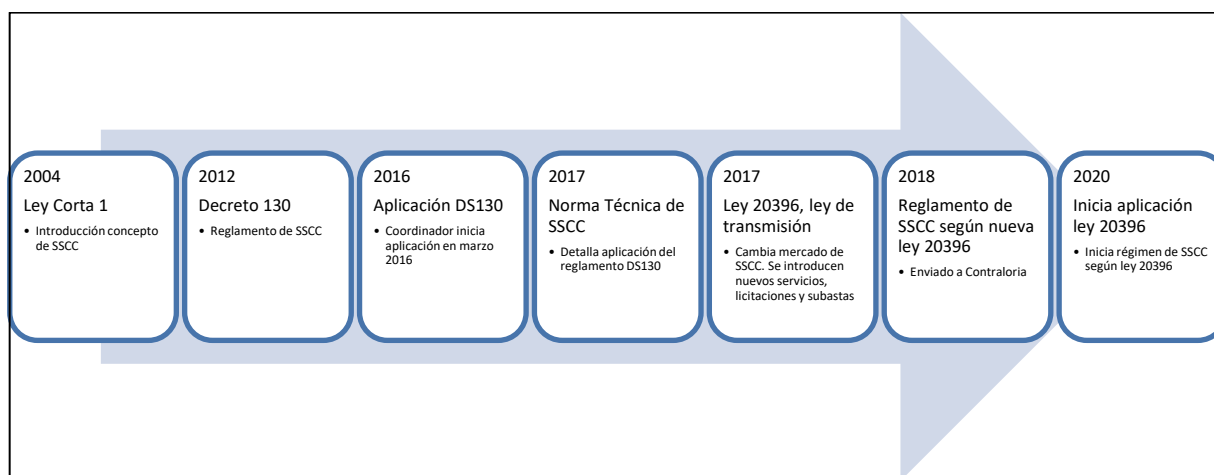 2004
Ley Corta 1
• Introducción concepto
de SSCC
2012
Decreto 130
• Reglamento de SSCC
2016
Aplicación DS130
• Coordinador inicia
aplicación en marzo
2016
2017
Norma Técnica de
SSCC
• Detalla aplicación del
reglamento DS130
2017
Ley 20396, ley de
transmisión
• Cambia mercado de
SSCC. Se introducen
nuevos servicios,
licitaciones y subastas
2018
Reglamento de
SSCC según nueva
ley 20396
• Enviado a Contraloria
2020
Inicia aplicación
ley 20396
• Inicia régimen de SSCC
según ley 20396